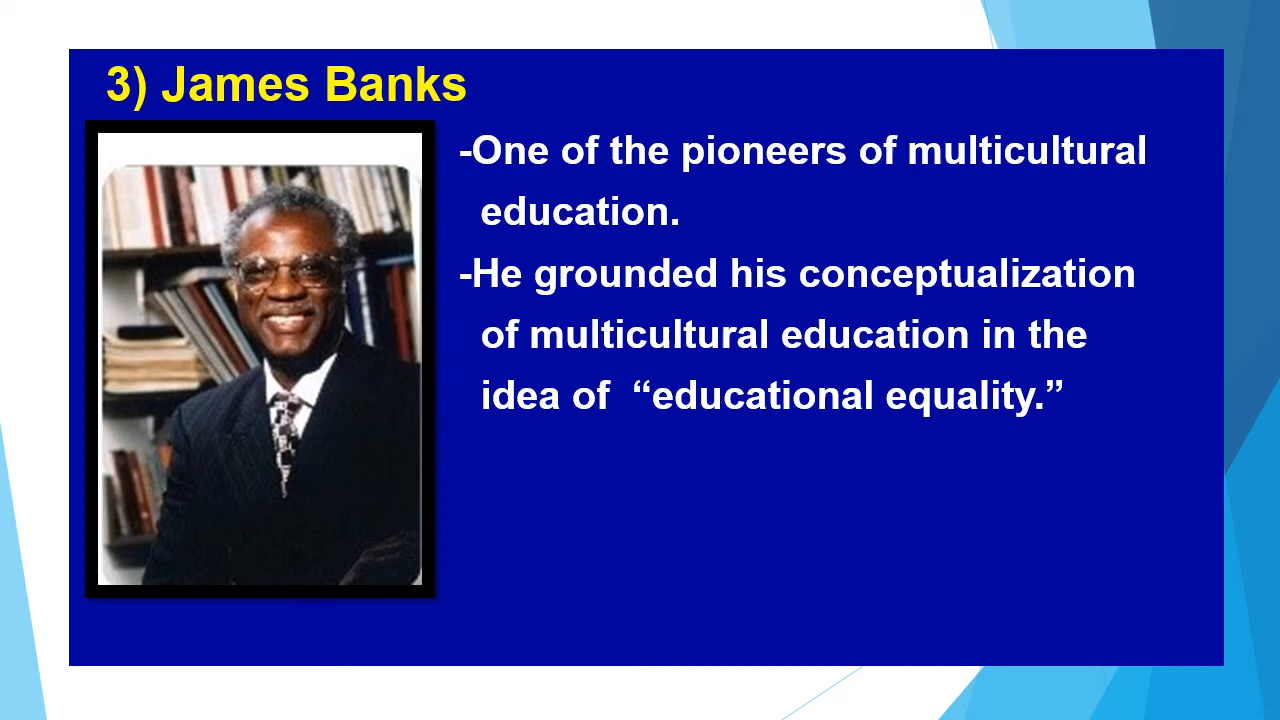 3) James Banks
-One of the pioneers of multicultural
education.
-He grounded his conceptualization
of multicultural education in the
idea of “educational equality.”